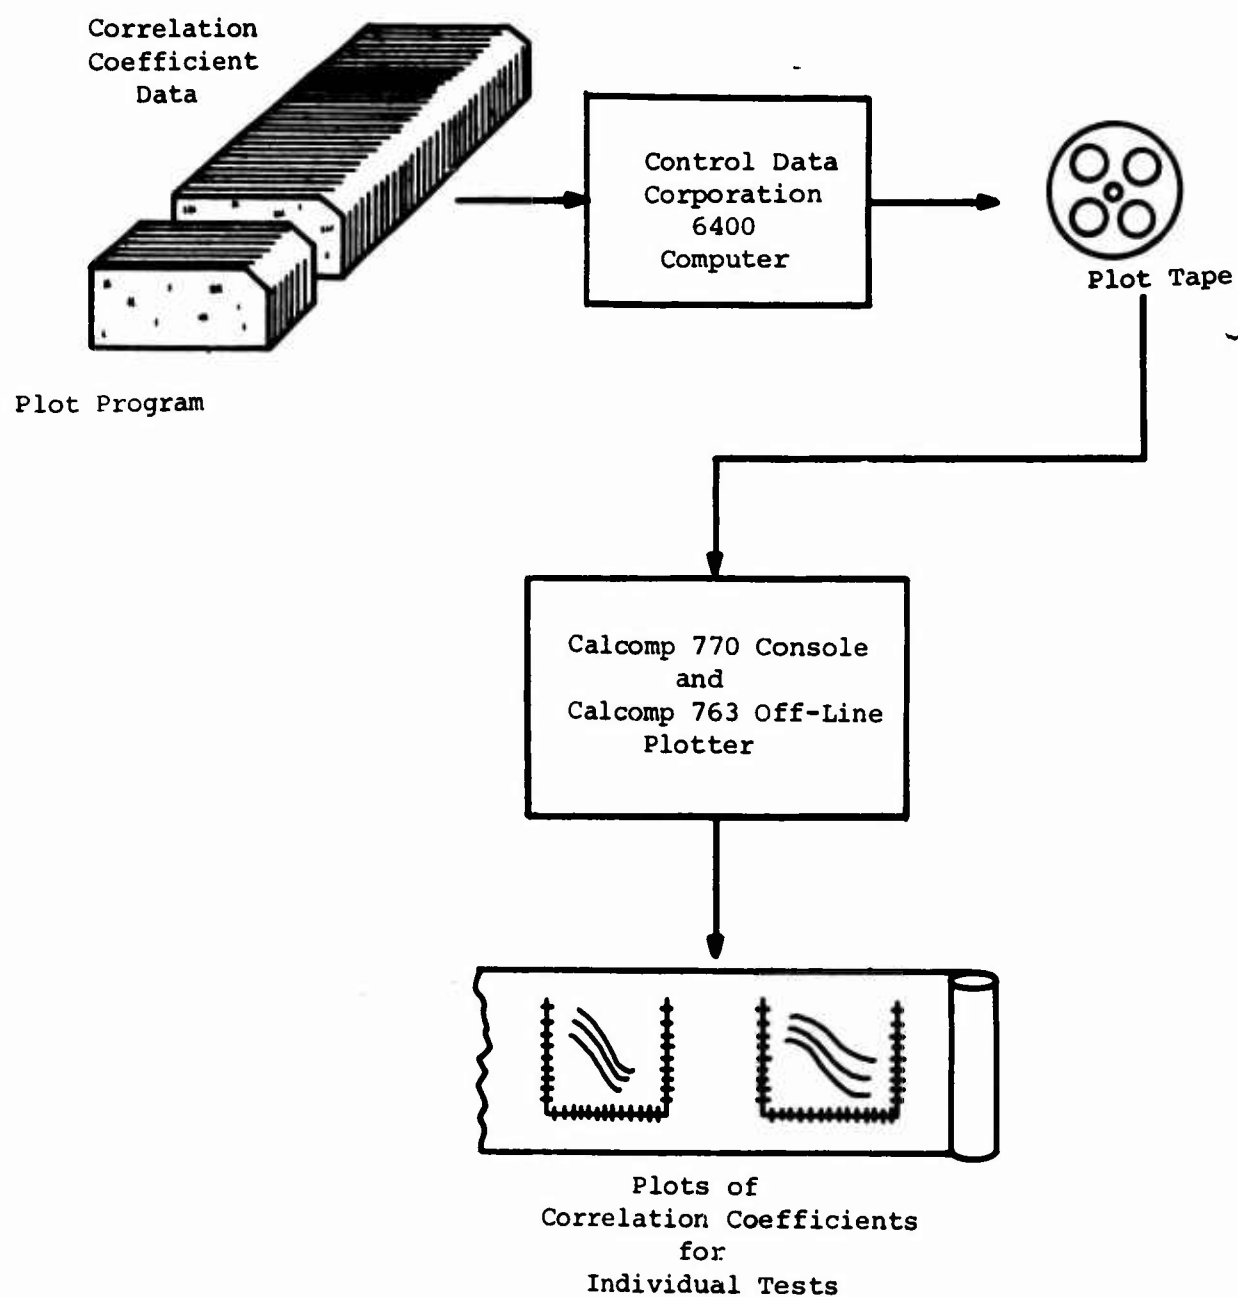 Correlation
Coefficient
Data
Control Data
Corporation
6400
Computer
Plot Tape
Plot Program
Calcomp 770 Console
and
Calcomp 763 Off-Line
Plotter
Plots of
Correlation Coefficients
for
Individual Tests